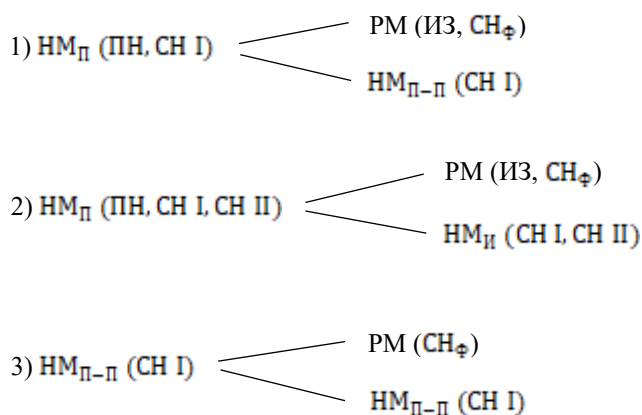 РМ (ИЗ, СНФ)
1) НМП (ПН, СН I)
НМП−П (СН I)
РМ (ИЗ, СНФ)
2) НМП (ПН, СН I, СН II)
НМИ (СН I, СН II)
РМ (СНФ)
3) НМП−П (СН I)
НМП−П (СН I)